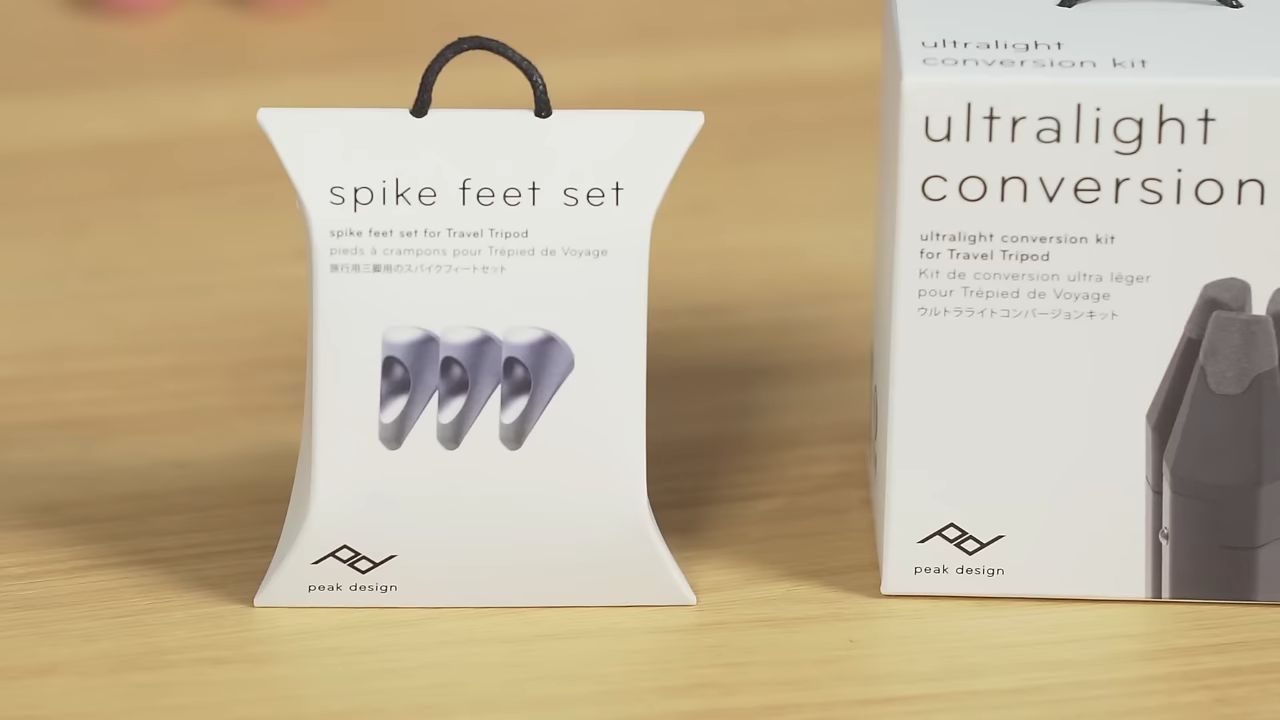 spike feet set
spike feet set for Travel Tripod
pieds à crampons pour Trépied de Voyage
旅行用三脚用のスパイクフィートセット
peak design
ultralight
conversion kit
ultralight
conversion
ultralight conversion kit
for Travel Tripod
Kit de conversion ultra léger
pour Trépied de Voyage
ウルトラライトコンバージョンキット
peak design